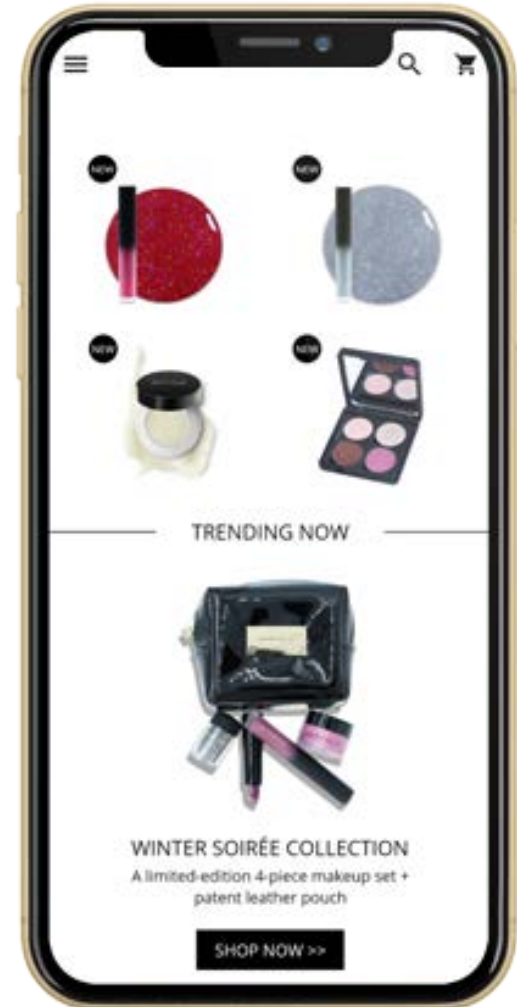 NEW
NEW
NEW
NEW
TRENDING NOW
WINTER SOIRÉE COLLECTION
A limited-edition 4-piece makeup set +
patent leather pouch
SHOP NOW >>